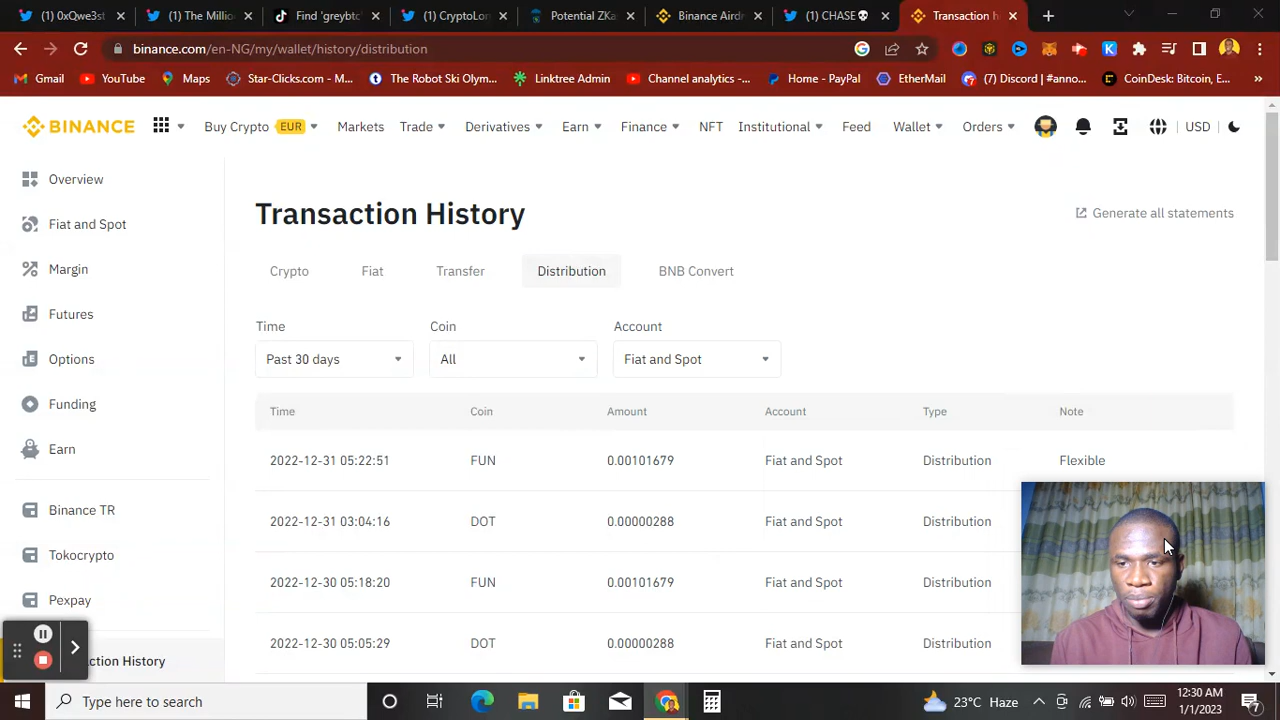 (1) 0xQwe3st
(1) The Million
Find 'greybtc'
(1) CryptoLon
Potential ZKa
Binance Airdr
(1) CHASE
Transaction h
binance.com/en-NG/my/wallet/history/distribution
Gmail
YouTube
Maps
Star-Clicks.com - M...
The Robot Ski Olym...
Linktree Admin
Channel analytics -...
Home - PayPal
EtherMail
(7) Discord | #anno...
CoinDesk: Bitcoin, E...
»
BINANCE
Buy Crypto EUR
Markets
Trade
Derivatives
Earn
Finance
NFT
Institutional
Feed
Wallet
Orders
USD
Overview
Fiat and Spot
Margin
Futures
Options
Funding
Earn
Binance TR
Tokocrypto
Pexpay
ction History
Transaction History
Generate all statements
Crypto
Fiat
Transfer
Distribution
BNB Convert
Time
Coin
Account
Past 30 days
All
Fiat and Spot
Time Coin Amount Account Type Note
2022-12-31 05:22:51 FUN 0.00101679 Fiat and Spot Distribution Flexible
2022-12-31 03:04:16 DOT 0.00000288 Fiat and Spot Distribution
2022-12-30 05:18:20 FUN 0.00101679 Fiat and Spot Distribution
2022-12-30 05:05:29 DOT 0.00000288 Fiat and Spot Distribution
Type here to search
23°C Haze
12:30 AM
1/1/2023
7